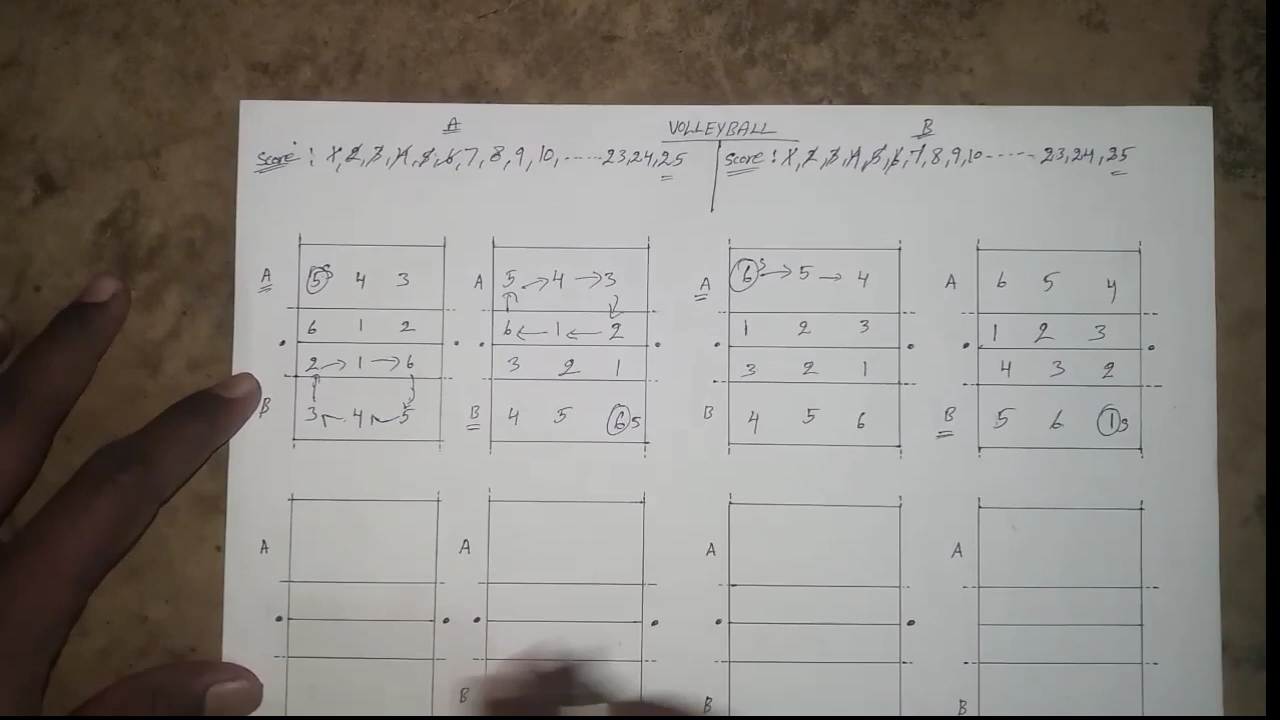 A VOLLEYBALL B
Score : 1,2,3,4,5,6,7,8,9,10,......23,24,25 Score : 1,2,3,4,5,6,7,8,9,10......23,24,25
A 5 S 4 3
6 1 2
2 → 1 → 6
B 3 4 5
A 5 → 4 → 3
6 ← 1 ← 2
3 2 1
B 4 5 6 S
A 6 S → 5 → 4
1 2 3
3 2 1
B 4 5 6
A 6 5 4
1 2 3
4 3 2
B 5 6 1 S
A A A A
B B B